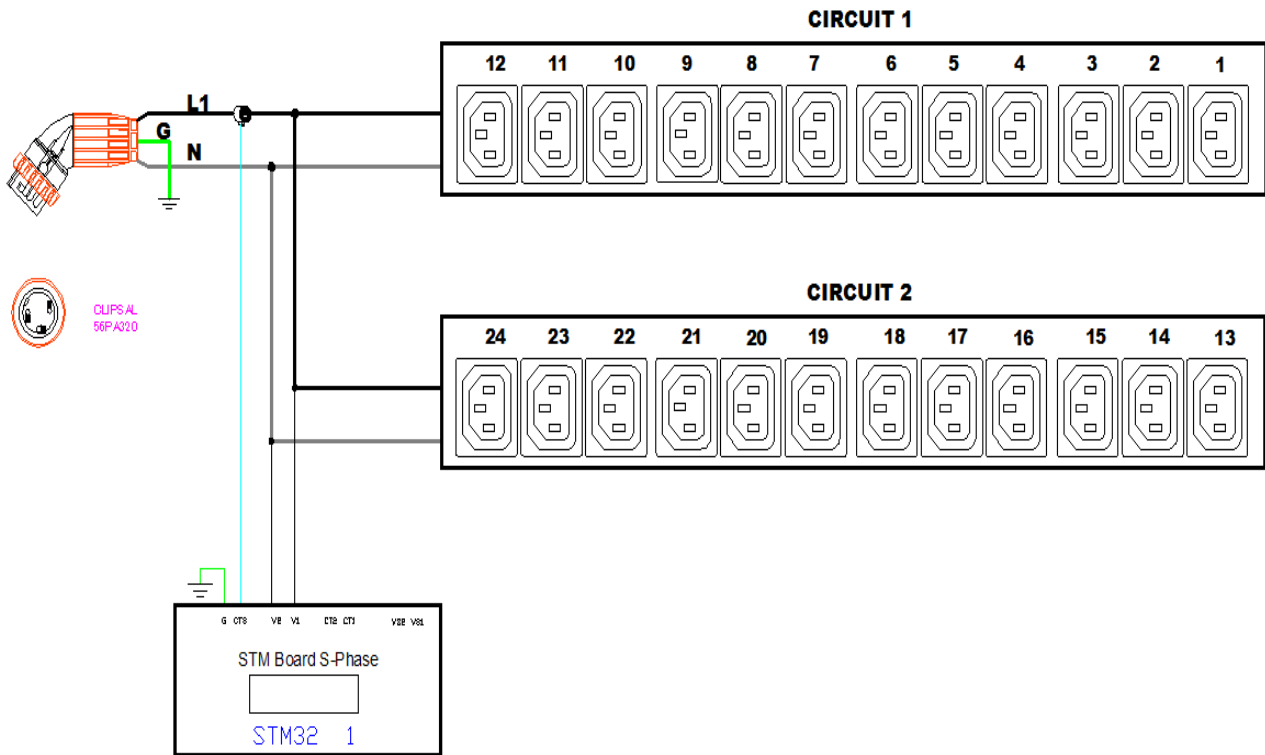 CIRCUIT 1
12 11 10 9 8 7 6 5 4 3 2 1
L1
G
N
CLIPSAL
56PA320
CIRCUIT 2
24 23 22 21 20 19 18 17 16 15 14 13
G CT3 V2 V1 CT2 CT1 VS2 VS1
STM Board S-Phase
STM32 1